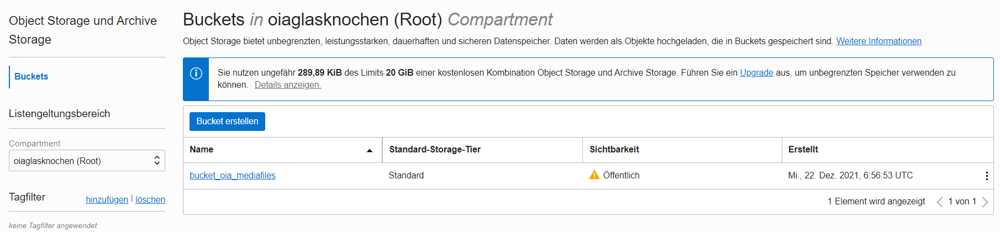 Object Storage und Archive
Storage
Buckets
Listengeltungsbereich
Compartment
oiaglasknochen (Root)
Tagfilter
hinzufügen | löschen
keine Tagfilter angewendet
Buckets in oiaglasknochen (Root) Compartment
Object Storage bietet unbegrenzten, leistungsstarken, dauerhaften und sicheren Datenspeicher. Daten werden als Objekte hochgeladen, die in Buckets gespeichert sind. Weitere Informationen
Sie nutzen ungefähr 289,89 KiB des Limits 20 GiB einer kostenlosen Kombination Object Storage und Archive Storage. Führen Sie ein Upgrade aus, um unbegrenzten Speicher verwenden zu
können. Details anzeigen.
Bucket erstellen
Name Standard-Storage-Tier Sichtbarkeit Erstellt
bucket_oia_mediafiles Standard Öffentlich Mi., 22. Dez. 2021, 6:56:53 UTC
1 Element wird angezeigt 1 von 1